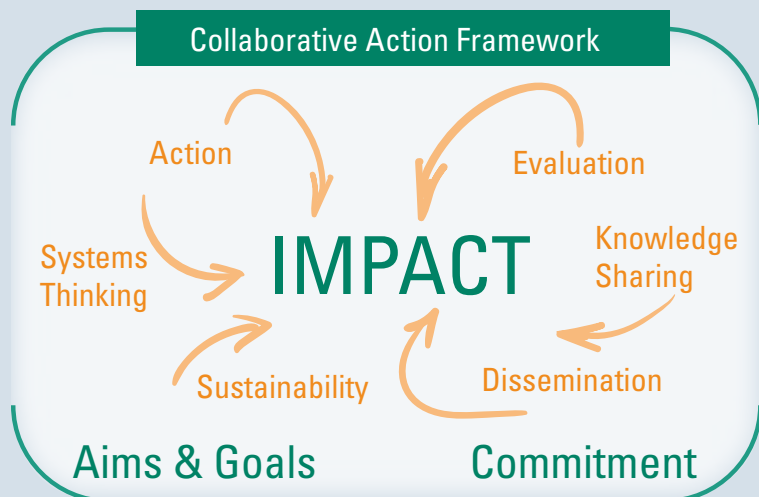 Collaborative Action Framework
Action
Evaluation
Systems
Thinking
IMPACT
Knowledge
Sharing
Sustainability
Dissemination
Aims & Goals
Commitment